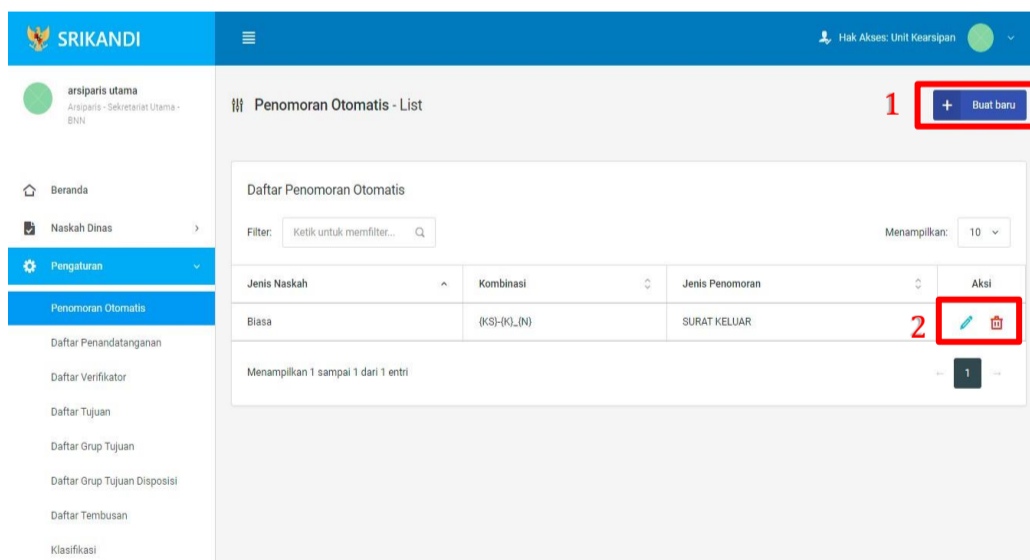 SRIKANDI
Hak Akses: Unit Kearsipan
arsiparis utama
Arsiparis - Sekretariat Utama -
BNN
Penomoran Otomatis - List
1
+ Buat baru
Beranda
Naskah Dinas
Pengaturan
Penomoran Otomatis
Daftar Penandatanganan
Daftar Verifikator
Daftar Tujuan
Daftar Grup Tujuan
Daftar Grup Tujuan Disposisi
Daftar Tembusan
Klasifikasi
Daftar Penomoran Otomatis
Filter: Ketik untuk memfilter...
Menampilkan: 10
Jenis Naskah Kombinasi Jenis Penomoran Aksi
Biasa {KS}-{K}_{N} SURAT KELUAR 2
Menampilkan 1 sampai 1 dari 1 entri
← 1 →